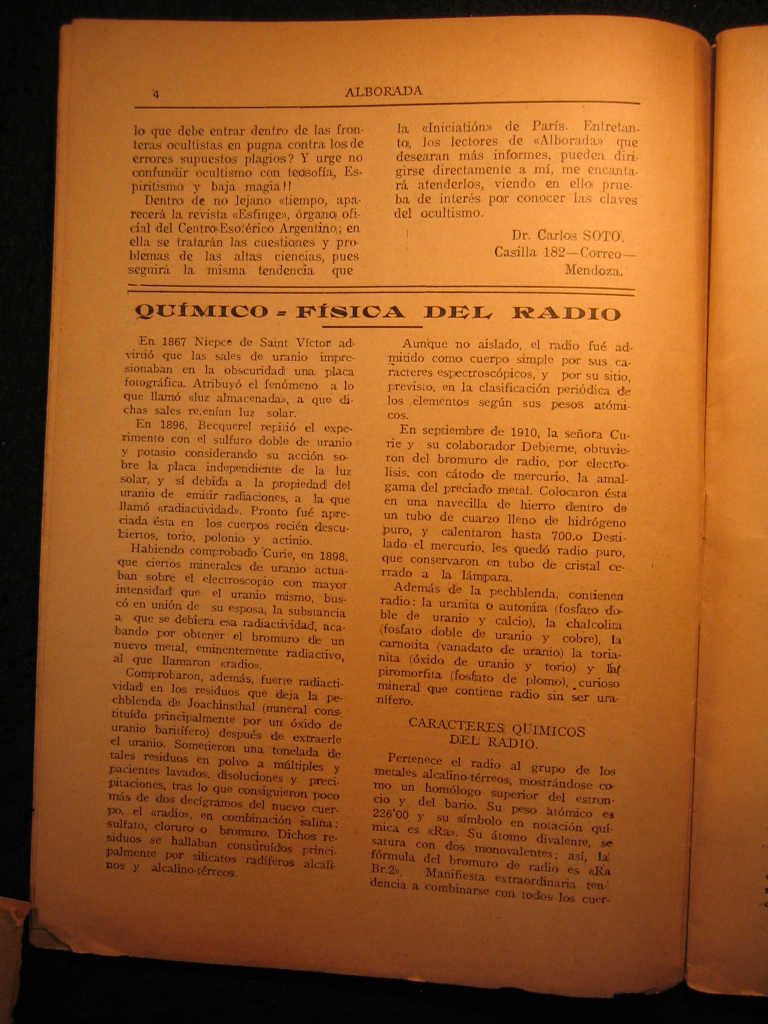 4
ALBORADA
lo que debe entrar dentro de las fron-
teras ocultistas en pugna contra los de
errores supuestos plagios? Y urge no
confundir ocultismo con teosofía, Es-
piritismo y baja magia!!
Dentro de no lejano «tiempo, apa-
recerá la revista «Esfinge», órgano ofi-
cial del Centro Esotérico Argentino; en
ella se tratarán las cuestiones y pro-
blemas de las altas ciencias, pues
seguirá la misma tendencia que
la «Iniciatión» de París. Entretan-
to, los lectores de «Alborada» que
desearan más informes, pueden diri-
girse directamente a mí, me encanta-
rá atenderlos, viendo en ello prue-
ba de interés por conocer las claves
del ocultismo.
Dr. Carlos SOTO.
Casilla 182—Correo—
Mendoza.
QUÍMICO - FÍSICA DEL RADIO
En 1867 Niepce de Saint Víctor ad-
virtió que las sales de uranio impre-
sionaban en la obscuridad una placa
fotográfica. Atribuyó el fenómeno a lo
que llamó «luz almacenada», a que di-
chas sales retenían luz solar.
En 1896, Becquerel repitió el expe-
rimento con el sulfuro doble de uranio
y potasio considerando su acción so-
bre la placa independiente de la luz
solar, y sí debida a la propiedad del
uranio de emitir radiaciones, a la que
llamó «radiactividad». Pronto fué apre-
ciada ésta en los cuerpos recién descu-
biertos, torio, polonio y actinio.
Habiendo comprobado Curie, en 1898,
que ciertos minerales de uranio actua-
ban sobre el electroscopio con mayor
intensidad que el uranio mismo, bus-
có en unión de su esposa, la substancia
a que se debiera esa radiactividad, aca-
bando por obtener el bromuro de un
nuevo metal, eminentemente radiactivo,
al que llamaron «radio».
Comprobaron, además, fuerte radiacti-
vidad en los residuos que deja la pe-
chblenda de Joachinsthal (mineral cons-
tituído principalmente por un óxido de
uranio baritífero) después de extraerle
el uranio. Sometieron una tonelada de
tales residuos en polvo a múltiples y
pacientes lavados, disoluciones y preci-
pitaciones, tras lo que consiguieron poco
más de dos decigramos del nuevo cuer-
po, el «radio», en combinación salina:
sulfato, cloruro o bromuro. Dichos re-
siduos se hallaban constituídos princi-
palmente por silicatos radíferos alcali-
nos y alcalino-térreos.
Aunque no aislado, el radio fué ad-
mitido como cuerpo simple por sus ca-
racteres espectroscópicos, y por su sitio,
previsto, en la clasificación periódica de
los elementos según sus pesos atómi-
cos.
En septiembre de 1910, la señora Cu-
rie y su colaborador Debierne, obtuvie-
ron del bromuro de radio, por electro-
lisis, con cátodo de mercurio, la amal-
gama del preciado metal. Colocaron ésta
en una navecilla de hierro dentro de
un tubo de cuarzo lleno de hidrógeno
puro, y calentaron hasta 700.o Desti-
lado el mercurio, les quedó radio puro,
que conservaron en tubo de cristal ce-
rrado a la lámpara.
Además de la pechblenda, contienen
radio: la uranita o autonita (fosfato do-
ble de uranio y calcio), la chalcolita
(fosfato doble de uranio y cobre), la
carnotita (vanadato de uranio) la toria-
nita (óxido de uranio y torio) y la
piromorfita (fosfato de plomo), curioso
mineral que contiene radio sin ser ura-
nífero.
CARACTERES QUIMICOS
DEL RADIO.
Pertenece el radio al grupo de los
metales alcalino-térreos, mostrándose co-
mo un homólogo superior del estron-
cio y del bario. Su peso atómico es
226'00 y su símbolo en notación quí-
mica es «Ra». Su átomo divalente, se
satura con dos monovalentes; así, la
fórmula del bromuro de radio es «Ra
Br.2». Manifiesta extraordinaria ten-
dencia a combinarse con todos los cuer-